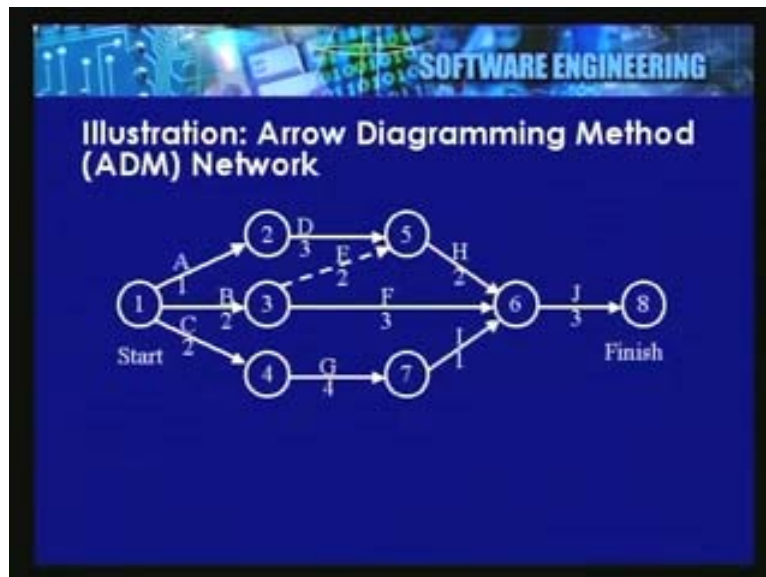 SOFTWARE ENGINEERING
Illustration: Arrow Diagramming Method
(ADM) Network
2 D 3 5
A 1 E 2 H 2
1 B 2 3 F 3 6 J 3 8
Start C 2 I 1 Finish
4 G 4 7